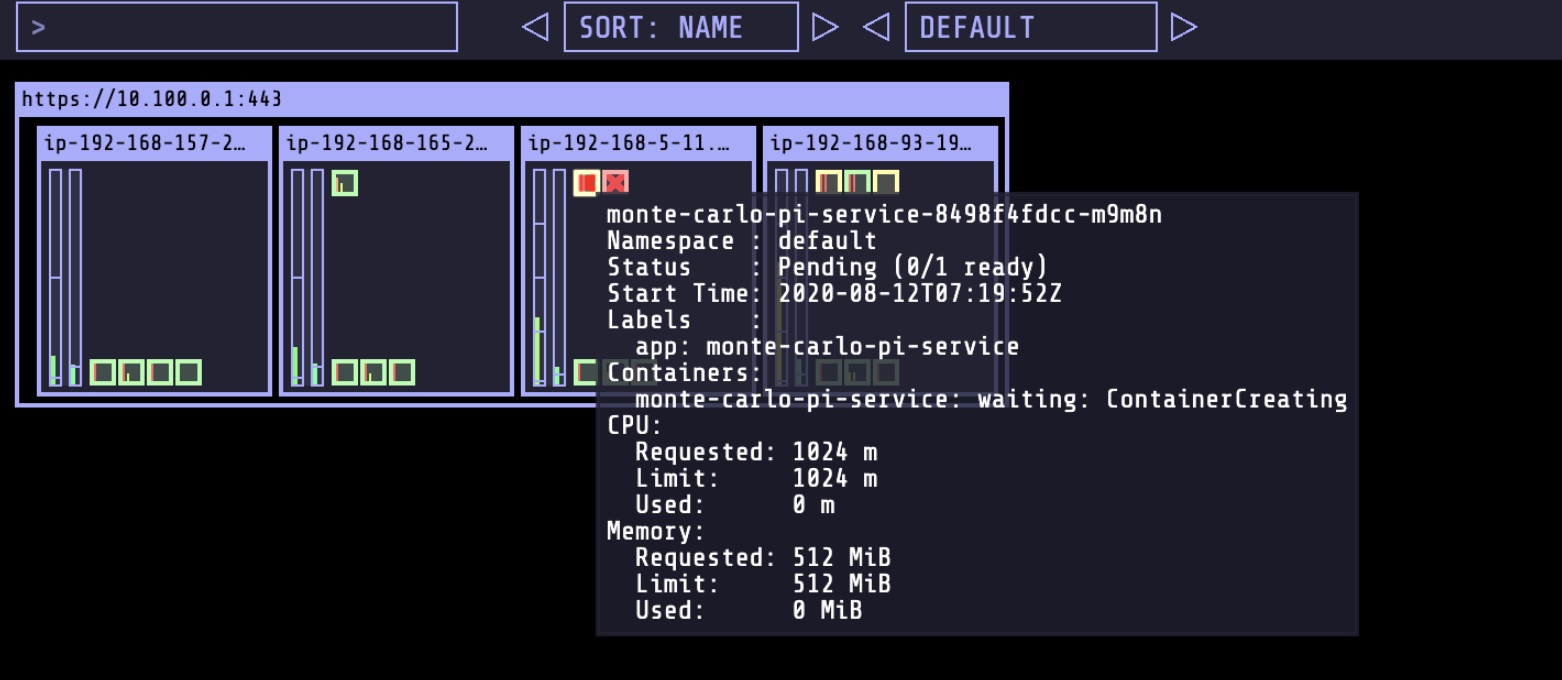 >
SORT: NAME
DEFAULT
https://10.100.0.1:443
ip-192-168-157-2…
ip-192-168-165-2…
ip-192-168-5-11.…
ip-192-168-93-19…
monte-carlo-pi-service-8498f4fdcc-m9m8n
Namespace : default
Status    : Pending (0/1 ready)
Start Time: 2020-08-12T07:19:52Z
Labels    :
  app: monte-carlo-pi-service
Containers:
  monte-carlo-pi-service: waiting: ContainerCreating
CPU:
  Requested: 1024 m
  Limit:     1024 m
  Used:      0 m
Memory:
  Requested: 512 MiB
  Limit:     512 MiB
  Used:      0 MiB